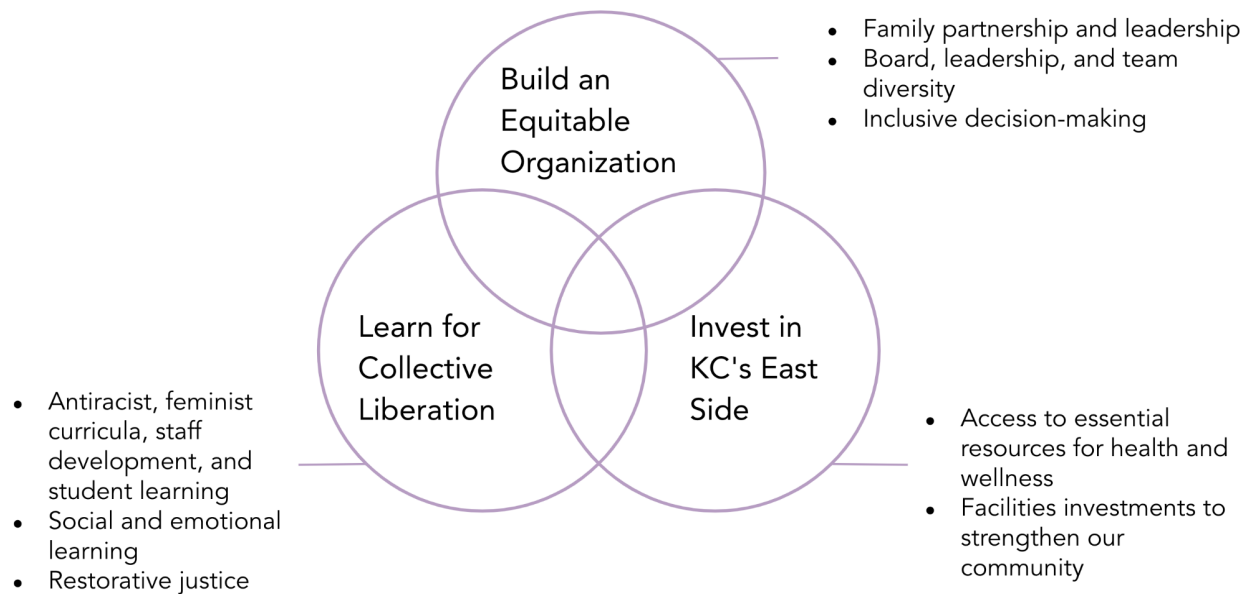 Build an
Equitable
Organization
• Family partnership and leadership
• Board, leadership, and team
diversity
• Inclusive decision-making
Learn for
Collective
Liberation
• Antiracist, feminist
curricula, staff
development, and
student learning
• Social and emotional
learning
• Restorative justice
Invest in
KC's East
Side
• Access to essential
resources for health and
wellness
• Facilities investments to
strengthen our
community